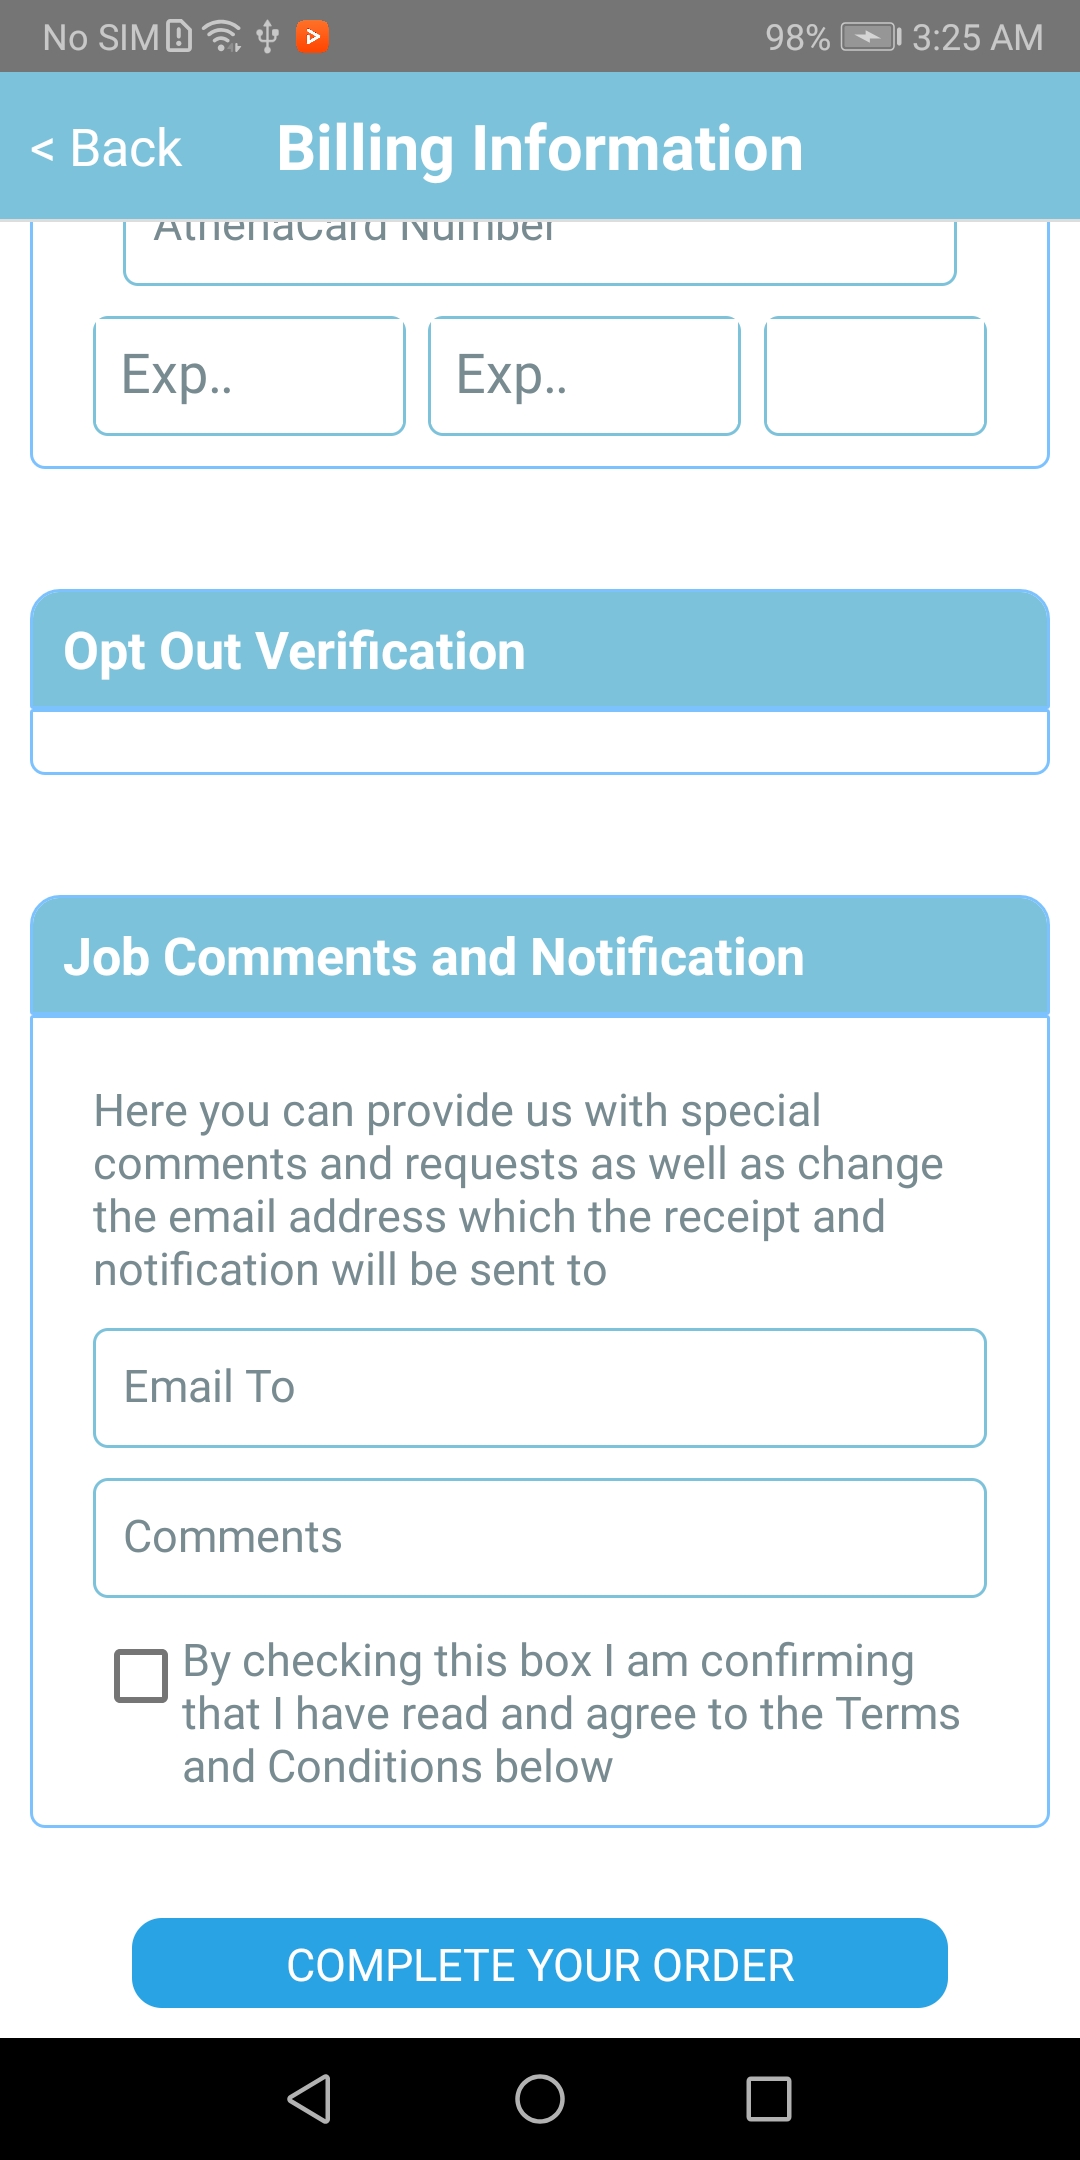 No SIM 98% 3:25 AM
< Back Billing Information
AthenaCard Number
Exp.. Exp..
Opt Out Verification
Job Comments and Notification
Here you can provide us with special
comments and requests as well as change
the email address which the receipt and
notification will be sent to
Email To
Comments
By checking this box I am confirming
that I have read and agree to the Terms
and Conditions below
COMPLETE YOUR ORDER